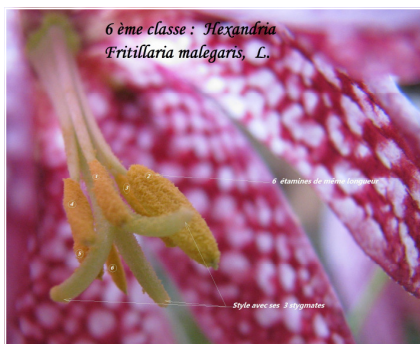 6 ème classe : Hexandria
Fritillaria malegaris, L.
6 étamines de même longueur
Style avec ses 3 stygmates